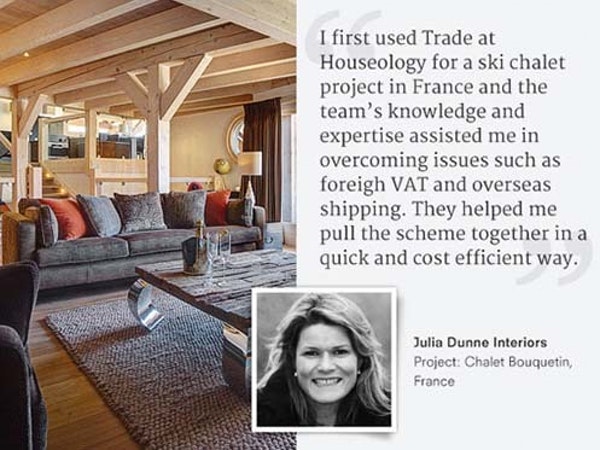 I first used Trade at
Houseology for a ski chalet
project in France and the
team's knowledge and
expertise assisted me in
overcoming issues such as
foreigh VAT and overseas
shipping. They helped me
pull the scheme together in a
quick and cost efficient way.
Julia Dunne Interiors
Project: Chalet Bouquetin,
France